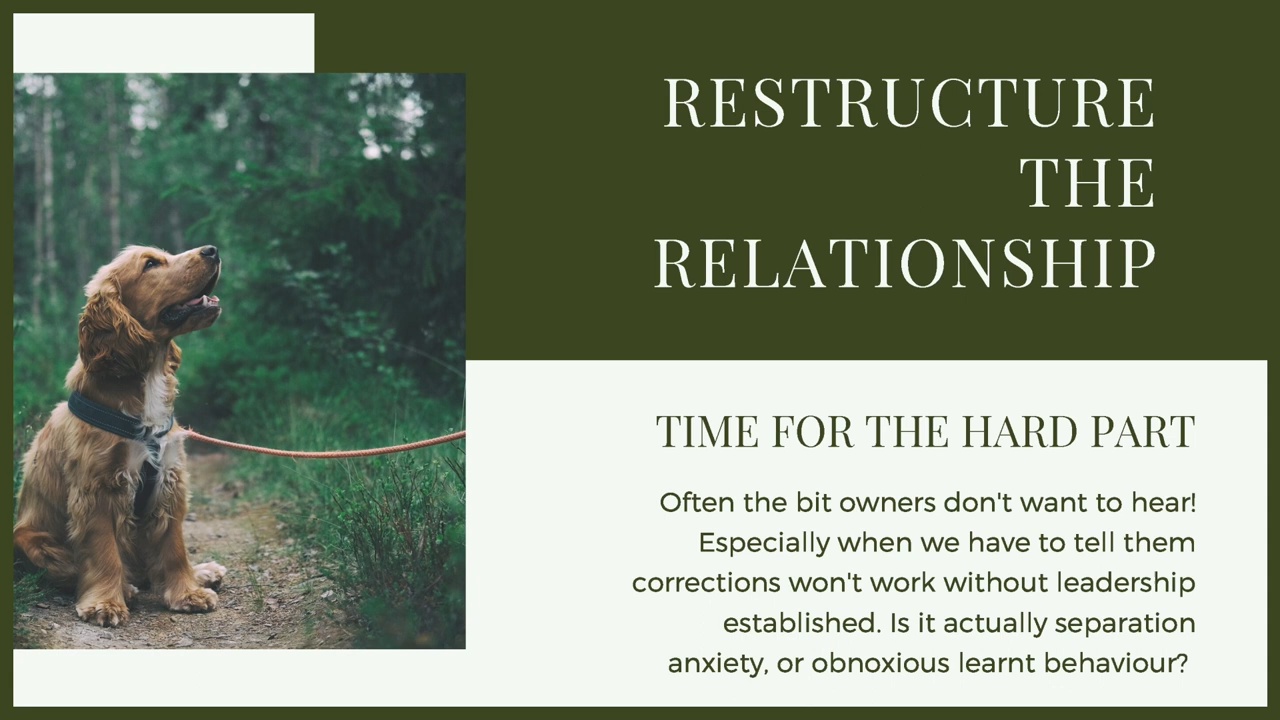 RESTRUCTURE
THE
RELATIONSHIP
TIME FOR THE HARD PART
Often the bit owners don't want to hear!
Especially when we have to tell them
corrections won't work without leadership
established. Is it actually separation
anxiety, or obnoxious learnt behaviour?